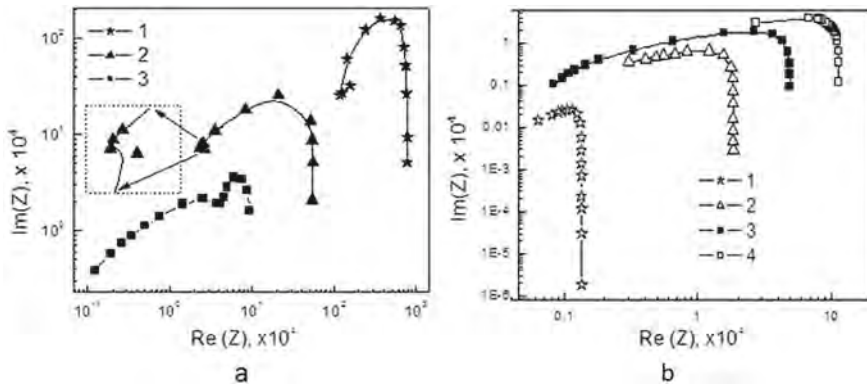 10²
10¹
10⁰
Im(Z), x 10⁴
1
2
3
10⁰
10¹
10²
10³
Re (Z), x10⁴
a
1
0,1
0,01
1E-3
1E-4
1E-5
1E-6
Im(Z), x 10⁴
1
2
3
4
0,1
1
10
Re(Z), x10⁴
b